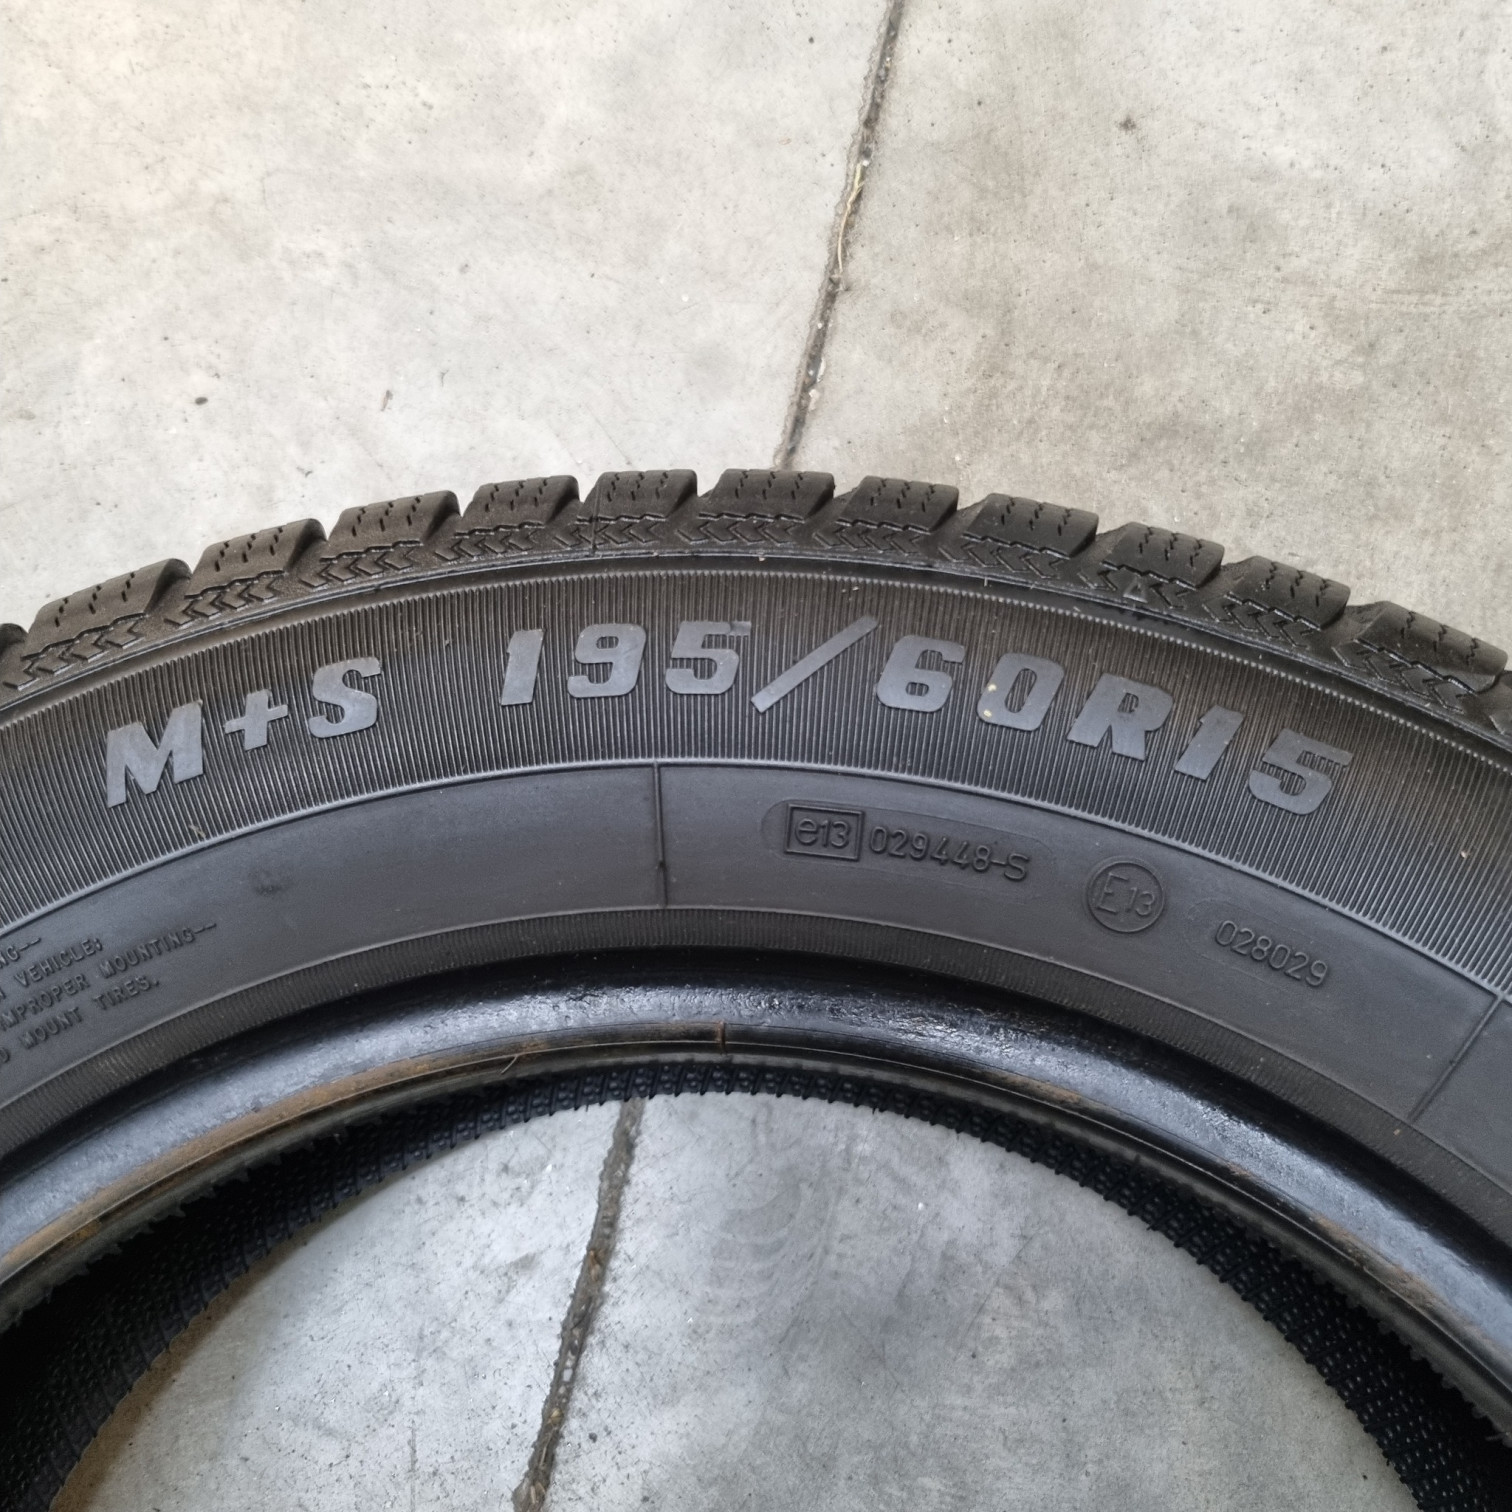 M+S 195/60R15
e13 029448-S E13 028029
VEHICLE;
IMPROPER MOUNTING--
MOUNT TIRES.